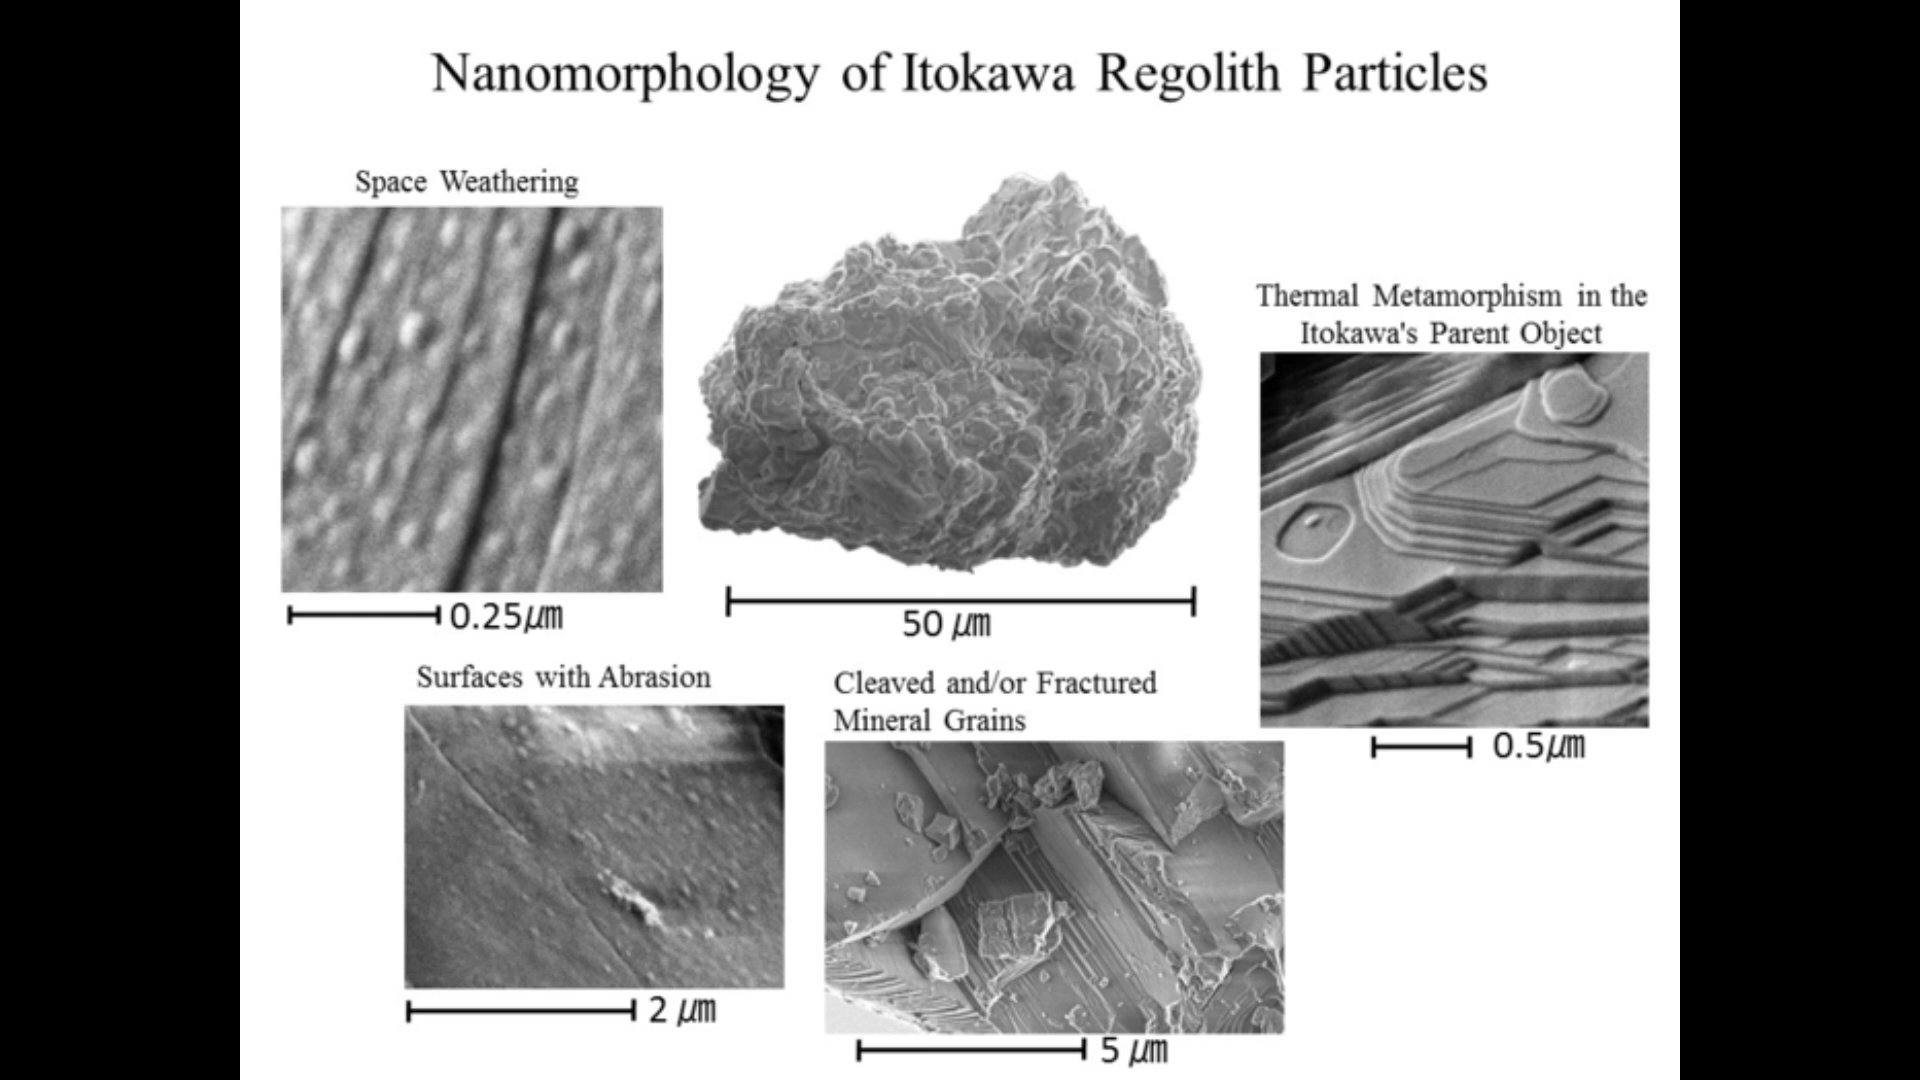 Nanomorphology of Itokawa Regolith Particles
Space Weathering
0.25μm
50 μm
Thermal Metamorphism in the
Itokawa's Parent Object
0.5μm
Surfaces with Abrasion
2 μm
Cleaved and/or Fractured
Mineral Grains
5 μm